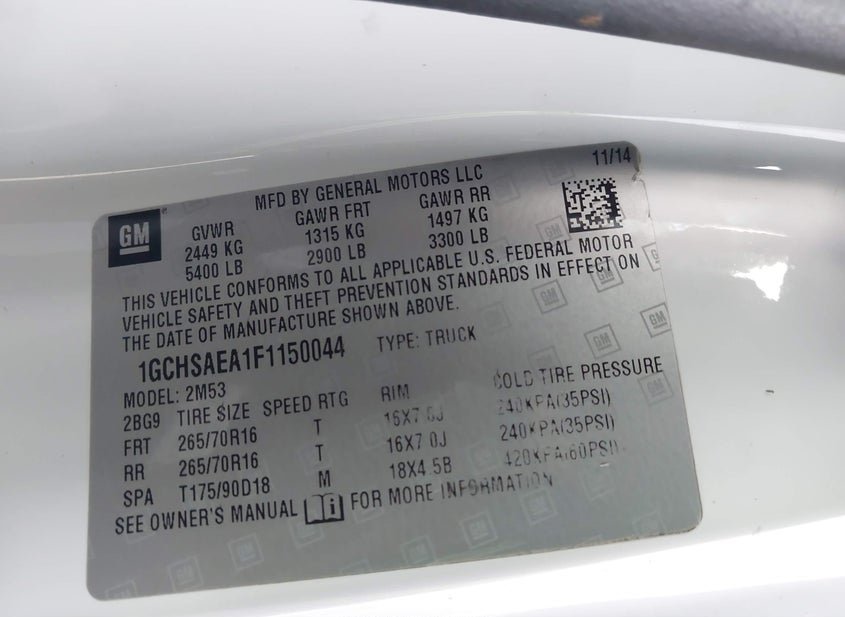 11/14
MFD BY GENERAL MOTORS LLC
GM
GVWR GAWR FRT GAWR RR
2449 KG 1315 KG 1497 KG
5400 LB 2900 LB 3300 LB
THIS VEHICLE CONFORMS TO ALL APPLICABLE U.S. FEDERAL MOTOR
VEHICLE SAFETY AND THEFT PREVENTION STANDARDS IN EFFECT ON
THE DATE OF MANUFACTURE SHOWN ABOVE.
1GCHSAEA1F1150044 TYPE: TRUCK
MODEL: 2M53
2BG9 TIRE SIZE SPEED RTG RIM COLD TIRE PRESSURE
FRT 265/70R16 T 16X7.0J 240KPA(35PSI)
RR 265/70R16 T 16X7.0J 240KPA(35PSI)
SPA T175/90D18 M 18X4.5B 420KPA(60PSI)
SEE OWNER'S MANUAL FOR MORE INFORMATION